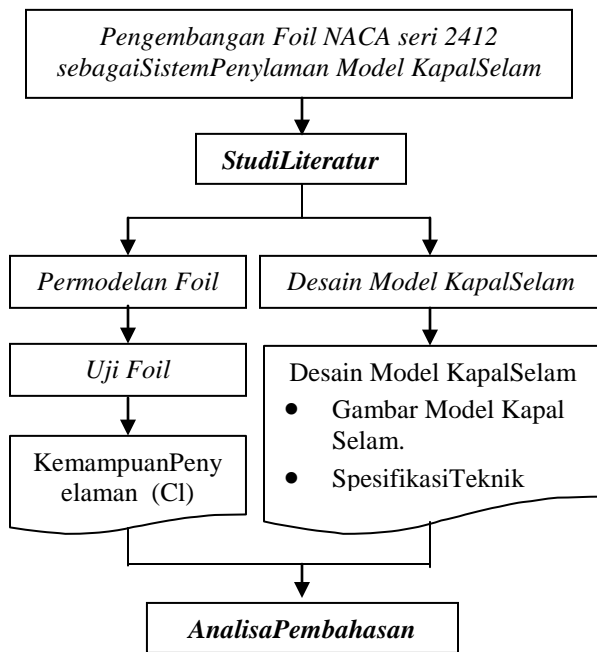 Pengembangan Foil NACA seri 2412
sebagaiSistemPenylaman Model KapalSelam
StudiLiteratur
Permodelan Foil
Desain Model KapalSelam
Uji Foil
Desain Model KapalSelam
● Gambar Model Kapal
Selam.
● SpesifikasiTeknik
KemampuanPeny
elaman (Cl)
AnalisaPembahasan